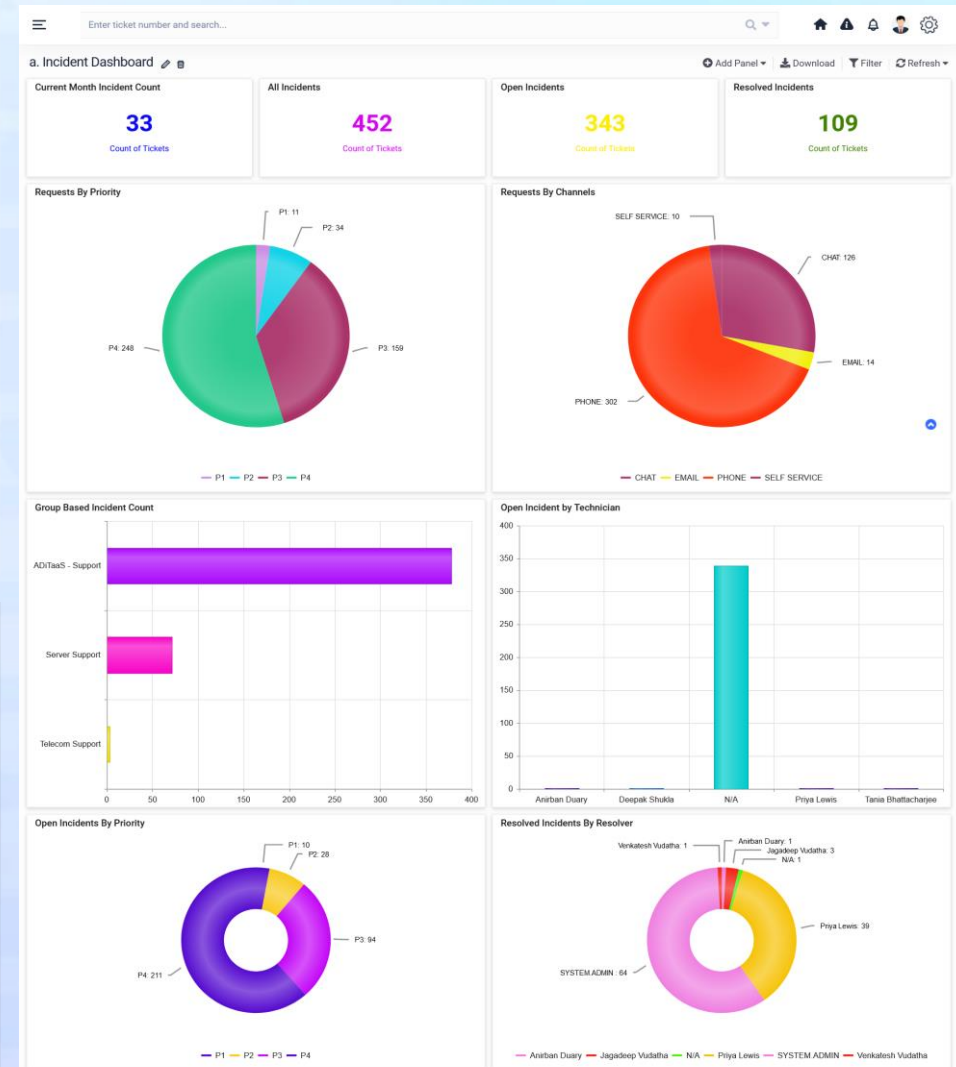 Enter ticket number and search...
a. Incident Dashboard
Add Panel Download Filter Refresh
Current Month Incident Count
33
Count of Tickets
All Incidents
452
Count of Tickets
Open Incidents
343
Count of Tickets
Resolved Incidents
109
Count of Tickets
Requests By Priority
P1: 11
P2: 34
P4: 248
P3: 159
P1 P2 P3 P4
Requests By Channels
SELF SERVICE: 10
CHAT: 126
EMAIL: 14
PHONE: 302
CHAT EMAIL PHONE SELF SERVICE
Group Based Incident Count
ADiTaaS - Support
Server Support
Telecom Support
0 50 100 150 200 250 300 350 400
Open Incident by Technician
400
350
300
250
200
150
100
50
0
Anirban Duary Deepak Shukla N/A Priya Lewis Tania Bhattacharjee
Open Incidents By Priority
P1: 10
P2: 28
P3: 94
P4: 211
P1 P2 P3 P4
Resolved Incidents By Resolver
Venkatesh Vudatha: 1
Anirban Duary: 1
Jagadeep Vudatha: 3
N/A: 1
Priya Lewis: 39
SYSTEM ADMIN : 64
Anirban Duary Jagadeep Vudatha N/A Priya Lewis SYSTEM ADMIN Venkatesh Vudatha